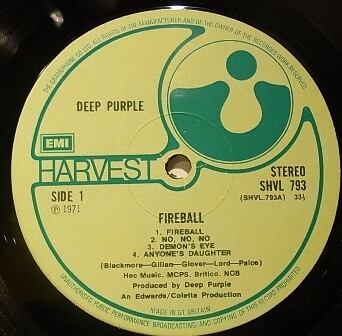 THE GRAMOPHONE CO. LTD. ALL RIGHTS OF THE MANUFACTURER AND OF THE OWNER OF THE RECORDED WORK RESERVED
DEEP PURPLE
EMI
HARVEST
STEREO
SHVL 793
(SHVL.793A) 33⅓
SIDE 1
℗ 1971
FIREBALL
1. FIREBALL
2. NO, NO, NO
3. DEMON'S EYE
4. ANYONE'S DAUGHTER
(Blackmore—Gillan—Glover—Lord—Paice)
Hec Music. MCPS. Britico. NCB
Produced by Deep Purple
An Edwards/Coletta Production
MADE IN GT. BRITAIN
UNAUTHORISED PUBLIC PERFORMANCE BROADCASTING AND COPYING OF THIS RECORD PROHIBITED